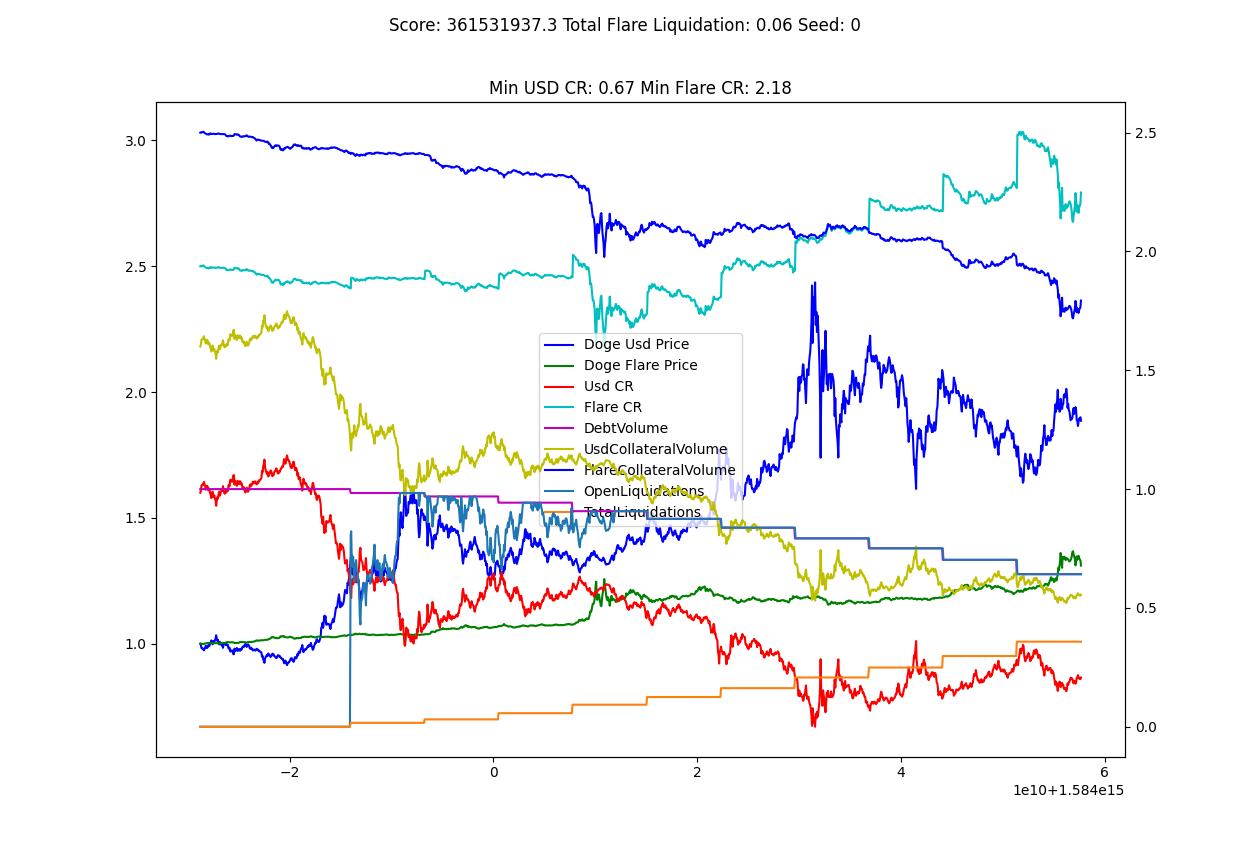 Score: 361531937.3 Total Flare Liquidation: 0.06 Seed: 0
Min USD CR: 0.67 Min Flare CR: 2.18
3.0
2.5
2.0
1.5
1.0
2.5
2.0
1.5
1.0
0.5
0.0
Doge Usd Price
Doge Flare Price
Usd CR
Flare CR
DebtVolume
UsdCollateralVolume
FlareCollateralVolume
OpenLiquidations
TotalLiquidations
−2 0 2 4 6
1e10+1.584e15